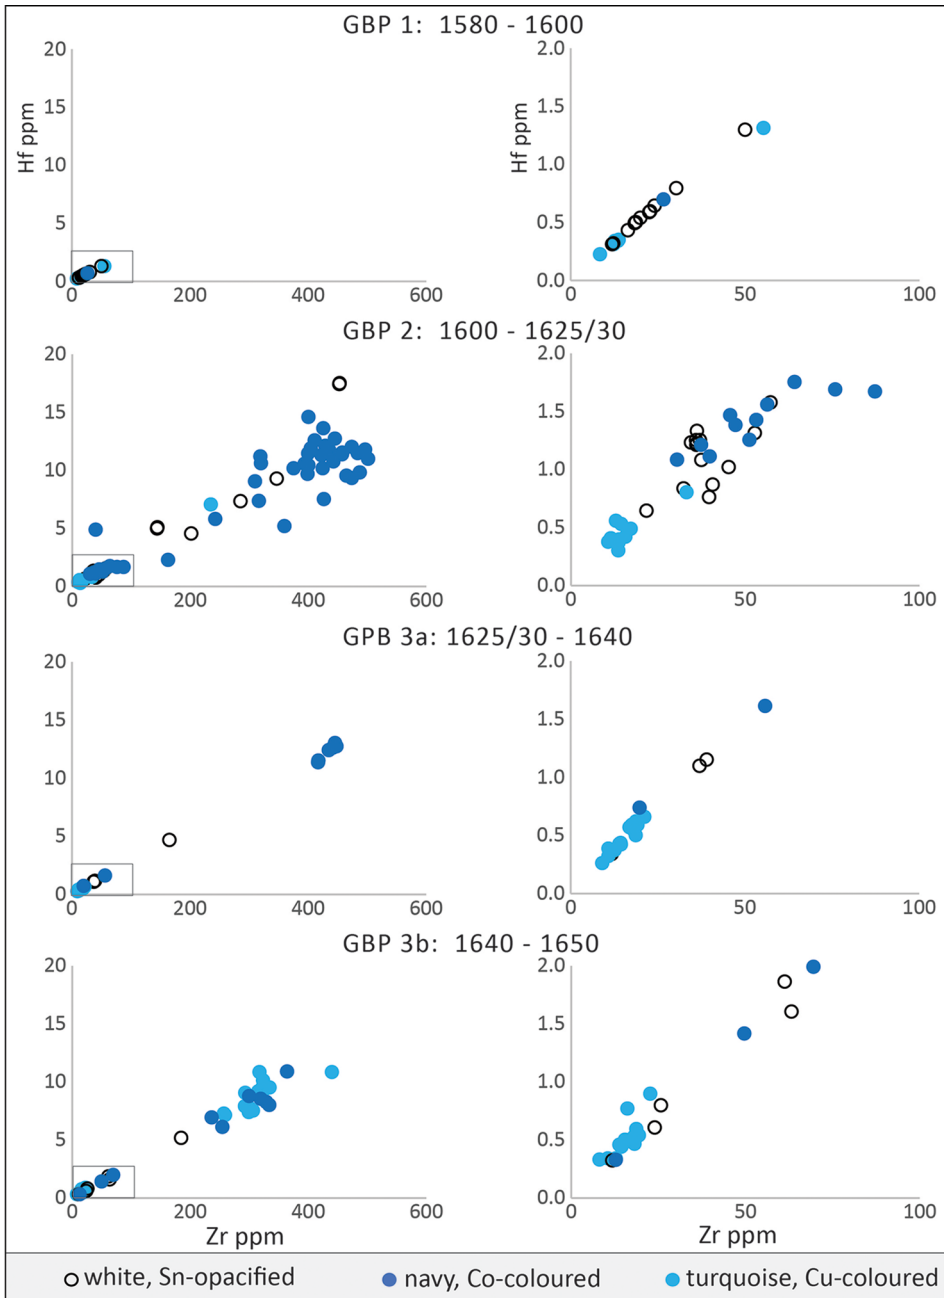 GBP 1: 1580 - 1600
20
15
10
5
0
Hf ppm
0 200 400 600
2.0
1.5
1.0
0.5
0.0
Hf ppm
0 50 100
GBP 2: 1600 - 1625/30
20
15
10
5
0
0 200 400 600
2.0
1.5
1.0
0.5
0.0
0 50 100
GPB 3a: 1625/30 - 1640
20
15
10
5
0
0 200 400 600
2.0
1.5
1.0
0.5
0.0
0 50 100
GBP 3b: 1640 - 1650
20
15
10
5
0
0 200 400 600
Zr ppm
2.0
1.5
1.0
0.5
0.0
0 50 100
Zr ppm
white, Sn-opacified navy, Co-coloured turquoise, Cu-coloured